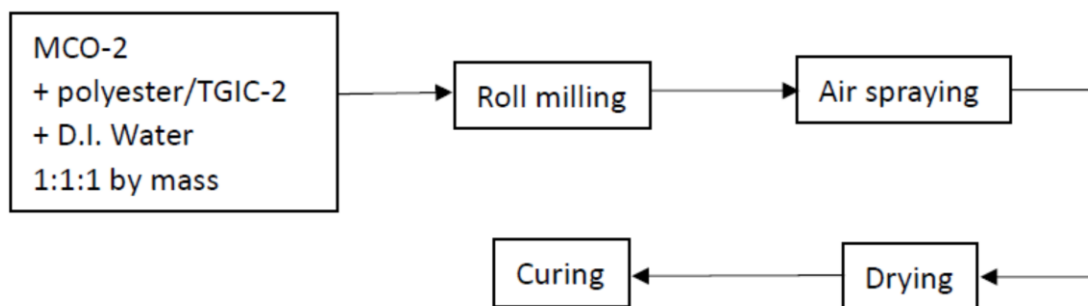 MCO-2
+ polyester/TGIC-2
+ D.I. Water
1:1:1 by mass
Roll milling
Air spraying
Curing
Drying